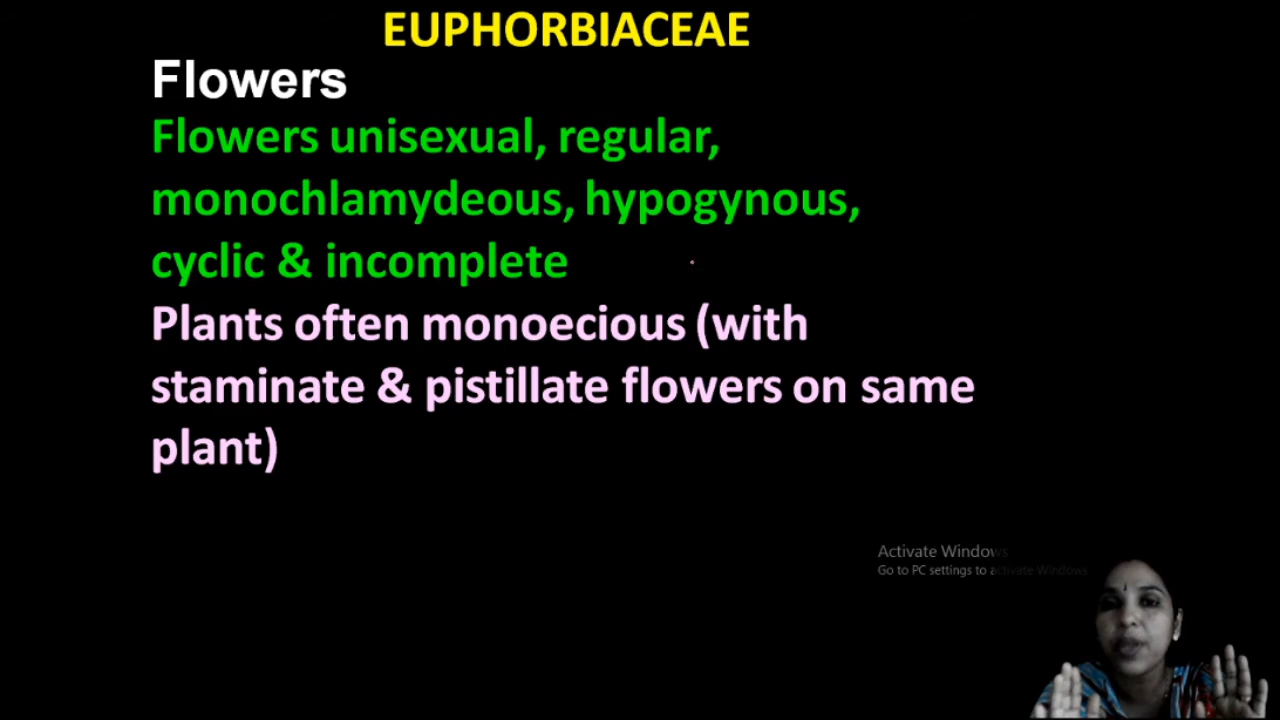 EUPHORBIACEAE
Flowers
Flowers unisexual, regular,
monochlamydeous, hypogynous,
cyclic & incomplete
Plants often monoecious (with
staminate & pistillate flowers on same
plant)
Activate Windows
Go to PC settings to activate Windows